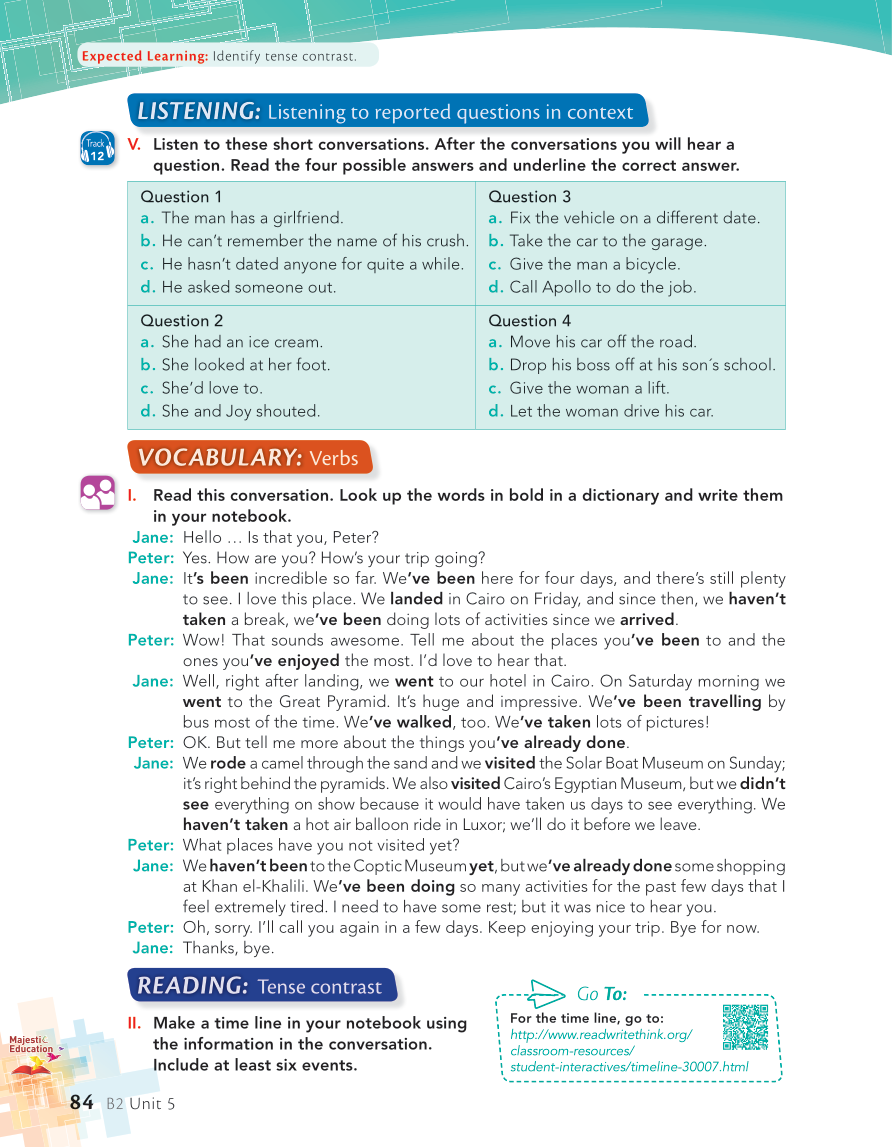 Expected Learning: Identify tense contrast.
LISTENING: Listening to reported questions in context
Track
12
V. Listen to these short conversations. After the conversations you will hear a
question. Read the four possible answers and underline the correct answer.
Question 1
a. The man has a girlfriend.
b. He can’t remember the name of his crush.
c. He hasn’t dated anyone for quite a while.
d. He asked someone out.
Question 3
a. Fix the vehicle on a different date.
b. Take the car to the garage.
c. Give the man a bicycle.
d. Call Apollo to do the job.
Question 2
a. She had an ice cream.
b. She looked at her foot.
c. She’d love to.
d. She and Joy shouted.
Question 4
a. Move his car off the road.
b. Drop his boss off at his son´s school.
c. Give the woman a lift.
d. Let the woman drive his car.
VOCABULARY: Verbs
I. Read this conversation. Look up the words in bold in a dictionary and write them
in your notebook.
Jane: Hello … Is that you, Peter?
Peter: Yes. How are you? How’s your trip going?
Jane: It’s been incredible so far. We’ve been here for four days, and there’s still plenty
to see. I love this place. We landed in Cairo on Friday, and since then, we haven’t
taken a break, we’ve been doing lots of activities since we arrived.
Peter: Wow! That sounds awesome. Tell me about the places you’ve been to and the
ones you’ve enjoyed the most. I’d love to hear that.
Jane: Well, right after landing, we went to our hotel in Cairo. On Saturday morning we
went to the Great Pyramid. It’s huge and impressive. We’ve been travelling by
bus most of the time. We’ve walked, too. We’ve taken lots of pictures!
Peter: OK. But tell me more about the things you’ve already done.
Jane: We rode a camel through the sand and we visited the Solar Boat Museum on Sunday;
it’s right behind the pyramids. We also visited Cairo’s Egyptian Museum, but we didn’t
see everything on show because it would have taken us days to see everything. We
haven’t taken a hot air balloon ride in Luxor; we’ll do it before we leave.
Peter: What places have you not visited yet?
Jane: We haven’t been to the Coptic Museum yet, but we’ve already done some shopping
at Khan el-Khalili. We’ve been doing so many activities for the past few days that I
feel extremely tired. I need to have some rest; but it was nice to hear you.
Peter: Oh, sorry. I’ll call you again in a few days. Keep enjoying your trip. Bye for now.
Jane: Thanks, bye.
READING: Tense contrast
II. Make a time line in your notebook using
the information in the conversation.
Include at least six events.
Go To:
For the time line, go to:
http://www.readwritethink.org/
classroom-resources/
student-interactives/timeline-30007.html
Majestic
Education
84 B2 Unit 5